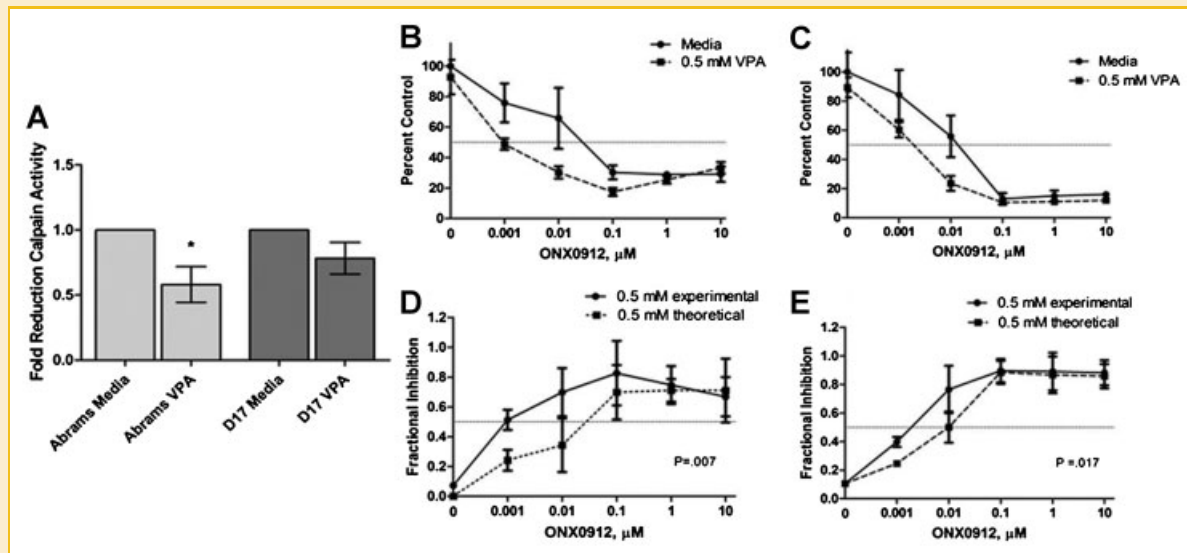 A
Fold Reduction Calpain Activity
1.5
1.0
0.5
0.0
*
Abrams Media
Abrams VPA
D17 Media
D17 VPA
B
Media
0.5 mM VPA
Percent Control
100
80
60
40
20
0
0 0.001 0.01 0.1 1 10
ONX0912, μM
C
Media
0.5 mM VPA
Percent Control
100
80
60
40
20
0
0 0.001 0.01 0.1 1 10
ONX0912, μM
D
0.5 mM experimental
0.5 mM theoretical
Fractional Inhibition
1.2
1.0
0.8
0.6
0.4
0.2
0.0
P=.007
0 0.001 0.01 0.1 1 10
ONX0912, μM
E
0.5 mM experimental
0.5 mM theoretical
Fractional Inhibition
1.2
1.0
0.8
0.6
0.4
0.2
0.0
P =.017
0 0.001 0.01 0.1 1 10
ONX0912, μM